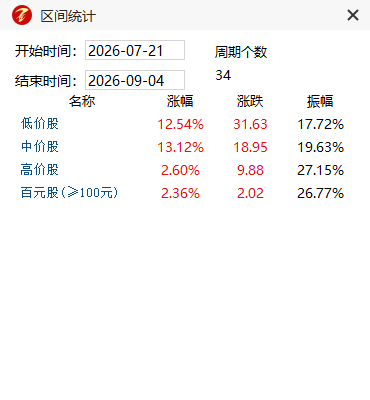 区间统计
开始时间: 2026-07-21 周期个数
结束时间: 2026-09-04 34
名称 涨幅 涨跌 振幅
低价股 12.54% 31.63 17.72%
中价股 13.12% 18.95 19.63%
高价股 2.60% 9.88 27.15%
百元股(≥100元) 2.36% 2.02 26.77%